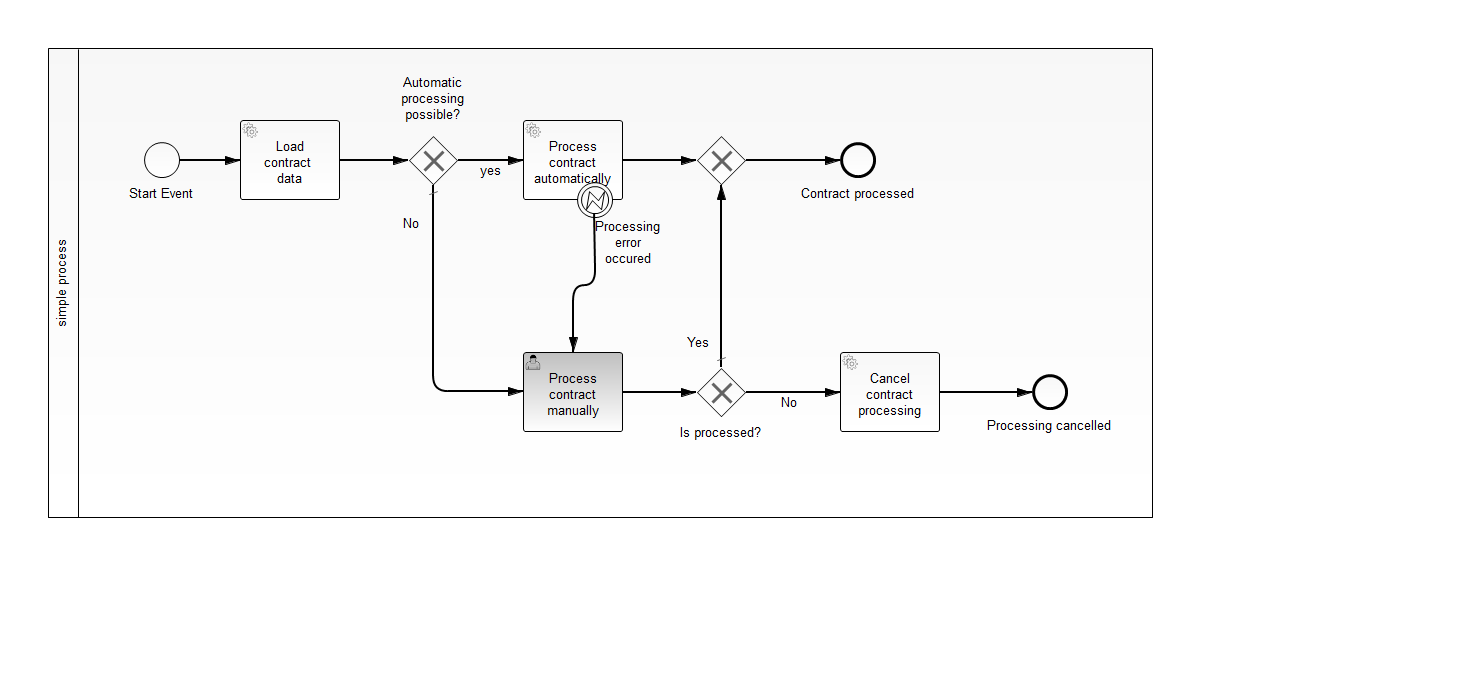 simple process
Start Event
Load
contract
data
Automatic
processing
possible?
yes
No
Process
contract
automatically
Processing
error
occured
Contract processed
Process
contract
manually
Yes
Is processed?
No
Cancel
contract
processing
Processing cancelled